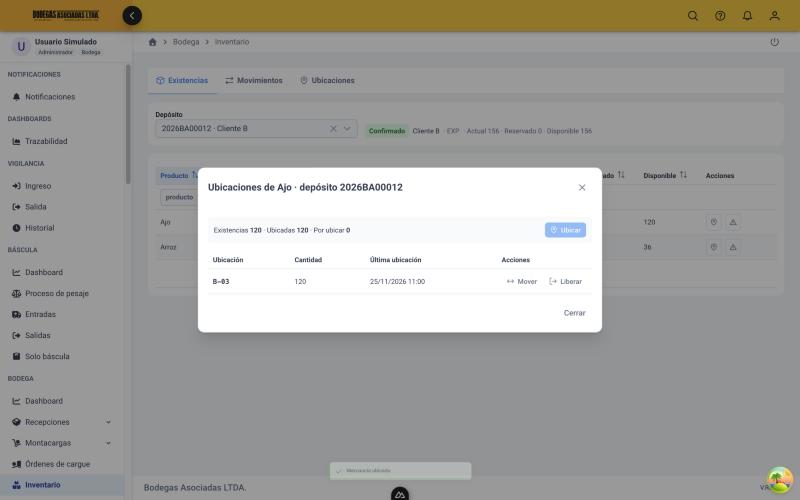 BODEGAS ASOCIADAS LTDA.
U
Usuario Simulado
Administrador Bodega
Bodega
Inventario
NOTIFICACIONES
Notificaciones
DASHBOARDS
Trazabilidad
VIGILANCIA
Ingreso
Salida
Historial
BÁSCULA
Dashboard
Proceso de pesaje
Entradas
Salidas
Solo báscula
BODEGA
Dashboard
Recepciones
Montacargas
Órdenes de cargue
Inventario
Existencias
Movimientos
Ubicaciones
Depósito
2026BA00012 · Cliente B
Confirmado Cliente B · EXP · Actual 156 · Reservado 0 · Disponible 156
Producto Disponible Acciones
producto
Ajo 120
Arroz 36
Ubicaciones de Ajo · depósito 2026BA00012
Existencias 120 · Ubicadas 120 · Por ubicar 0
Ubicar
Ubicación Cantidad Última ubicación Acciones
B-03 120 25/11/2026 11:00 Mover Liberar
Cerrar
Mercancía ubicada
Bodegas Asociadas LTDA.